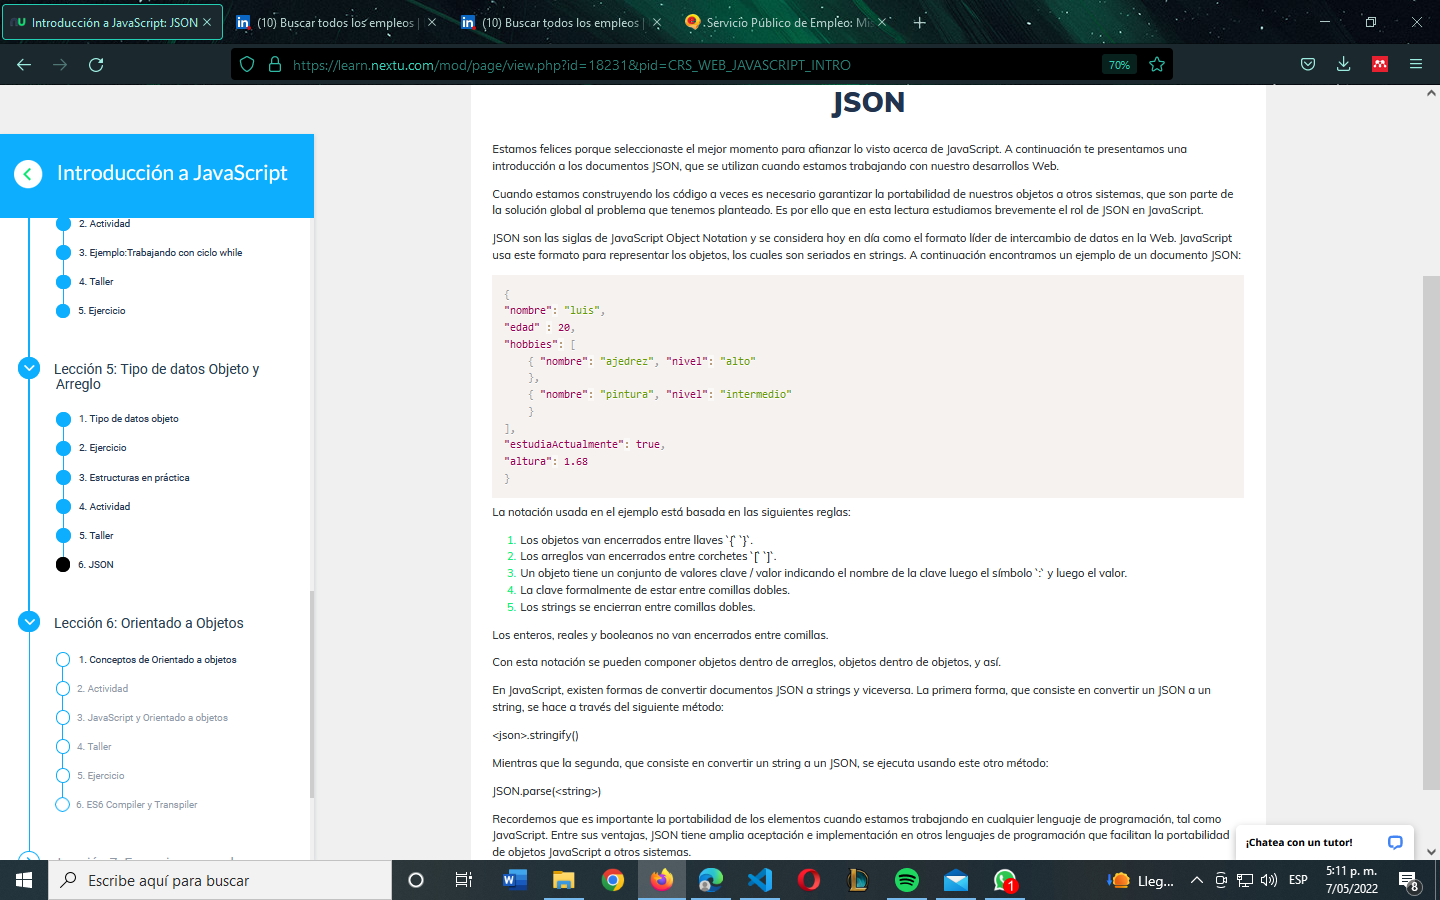 Introducción a JavaScript: JSON
(10) Buscar todos los empleos |
(10) Buscar todos los empleos |
Servicio Público de Empleo: Mis
https://learn.nextu.com/mod/page/view.php?id=18231&pid=CRS_WEB_JAVASCRIPT_INTRO
70%
Introducción a JavaScript
2. Actividad
3. Ejemplo:Trabajando con ciclo while
4. Taller
5. Ejercicio
Lección 5: Tipo de datos Objeto y
Arreglo
1. Tipo de datos objeto
2. Ejercicio
3. Estructuras en práctica
4. Actividad
5. Taller
6. JSON
Lección 6: Orientado a Objetos
1. Conceptos de Orientado a objetos
2. Actividad
3. JavaScript y Orientado a objetos
4. Taller
5. Ejercicio
6. ES6 Compiler y Transpiler
JSON
Estamos felices porque seleccionaste el mejor momento para afianzar lo visto acerca de JavaScript. A continuación te presentamos una
introducción a los documentos JSON, que se utilizan cuando estamos trabajando con nuestro desarrollos Web.
Cuando estamos construyendo los código a veces es necesario garantizar la portabilidad de nuestros objetos a otros sistemas, que son parte de
la solución global al problema que tenemos planteado. Es por ello que en esta lectura estudiamos brevemente el rol de JSON en JavaScript.
JSON son las siglas de JavaScript Object Notation y se considera hoy en día como el formato líder de intercambio de datos en la Web. JavaScript
usa este formato para representar los objetos, los cuales son seriados en strings. A continuación encontramos un ejemplo de un documento JSON:
{
"nombre": "luis",
"edad" : 20,
"hobbies": [
{ "nombre": "ajedrez", "nivel": "alto"
},
{ "nombre": "pintura", "nivel": "intermedio"
}
],
"estudiaActualmente": true,
"altura": 1.68
}
La notación usada en el ejemplo está basada en las siguientes reglas:
1. Los objetos van encerrados entre llaves `{` `}`.
2. Los arreglos van encerrados entre corchetes `[` `]`.
3. Un objeto tiene un conjunto de valores clave / valor indicando el nombre de la clave luego el símbolo `:` y luego el valor.
4. La clave formalmente de estar entre comillas dobles.
5. Los strings se encierran entre comillas dobles.
Los enteros, reales y booleanos no van encerrados entre comillas.
Con esta notación se pueden componer objetos dentro de arreglos, objetos dentro de objetos, y así.
En JavaScript, existen formas de convertir documentos JSON a strings y viceversa. La primera forma, que consiste en convertir un JSON a un
string, se hace a través del siguiente método:
<json>.stringify()
Mientras que la segunda, que consiste en convertir un string a un JSON, se ejecuta usando este otro método:
JSON.parse(<string>)
Recordemos que es importante la portabilidad de los elementos cuando estamos trabajando en cualquier lenguaje de programación, tal como
JavaScript. Entre sus ventajas, JSON tiene amplia aceptación e implementación en otros lenguajes de programación que facilitan la portabilidad
de objetos JavaScript a otros sistemas.
¡Chatea con un tutor!
Escribe aquí para buscar
1
Lleg...
ESP
5:11 p. m.
7/05/2022
8